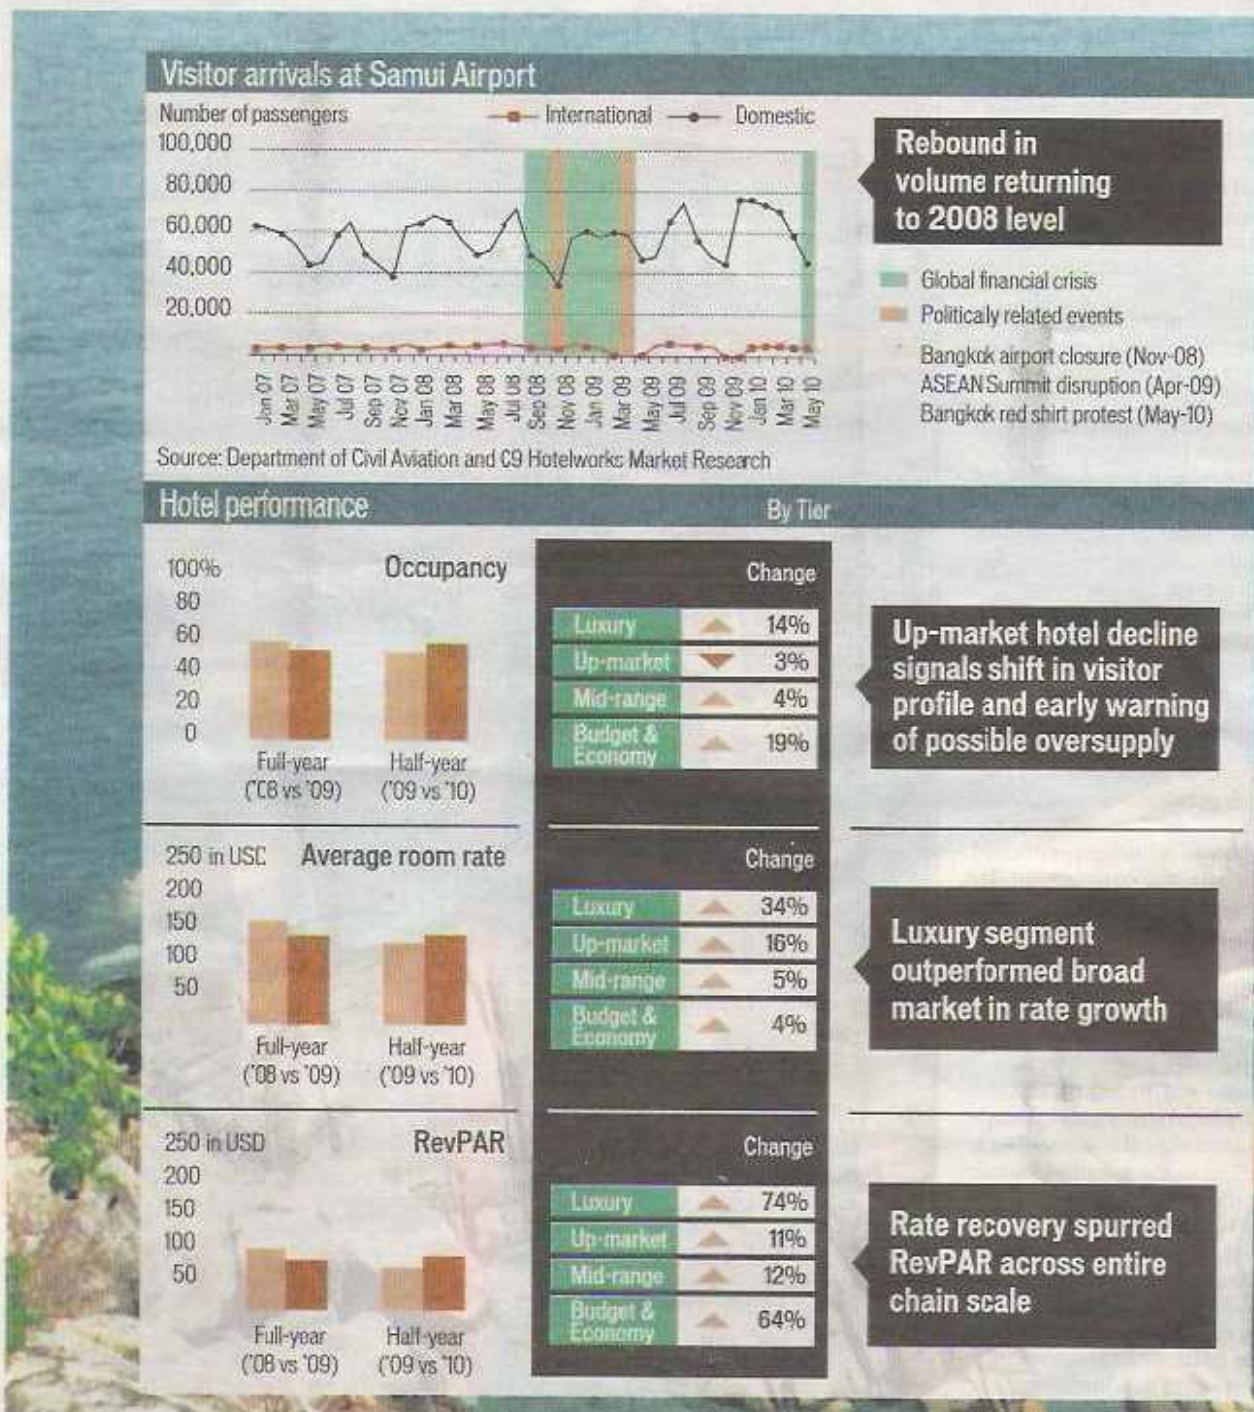 Visitor arrivals at Samui Airport
Number of passengers
International
Domestic
100,000
80,000
60,000
40,000
20,000
Jan 07
Mar 07
May 07
Jul 07
Sep 07
Nov 07
Jan 08
Mar 08
May 08
Jul 08
Sep 08
Nov 08
Jan 09
Mar 09
May 09
Jul 09
Sep 09
Nov 09
Jan 10
Mar 10
May 10
Rebound in
volume returning
to 2008 level
Global financial crisis
Politically related events
Bangkok airport closure (Nov-08)
ASEAN Summit disruption (Apr-09)
Bangkok red shirt protest (May-10)
Source: Department of Civil Aviation and C9 Hotelworks Market Research
Hotel performance
By Tier
100%
Occupancy
80
60
40
20
0
Full-year
('08 vs '09)
Half-year
('09 vs '10)
Change
Luxury 14%
Up-market 3%
Mid-range 4%
Budget &
Economy 19%
Up-market hotel decline
signals shift in visitor
profile and early warning
of possible oversupply
250 in USD
Average room rate
200
150
100
50
Full-year
('08 vs '09)
Half-year
('09 vs '10)
Change
Luxury 34%
Up-market 16%
Mid-range 5%
Budget &
Economy 4%
Luxury segment
outperformed broad
market in rate growth
250 in USD
RevPAR
200
150
100
50
Full-year
('08 vs '09)
Half-year
('09 vs '10)
Change
Luxury 74%
Up-market 11%
Mid-range 12%
Budget &
Economy 64%
Rate recovery spurred
RevPAR across entire
chain scale